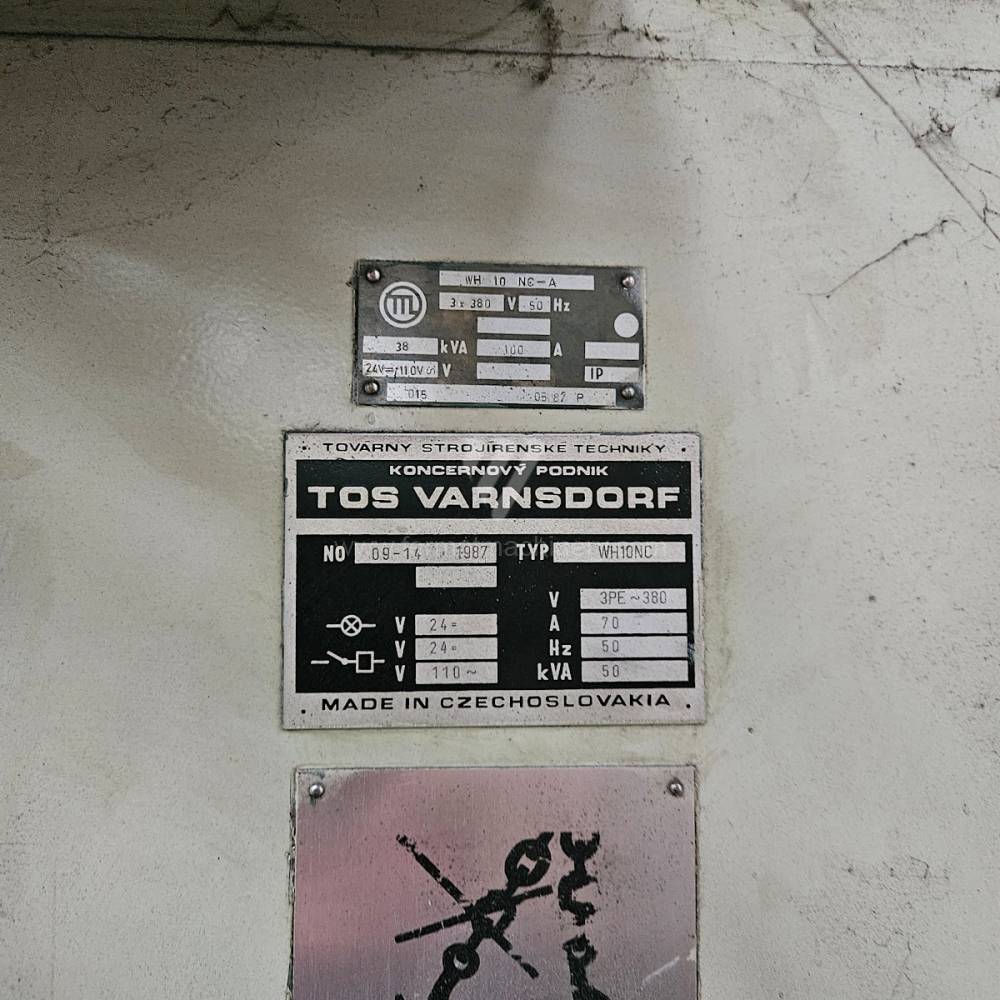 WH 10 NC-A
3x 380 V 50 Hz
38 kVA 100 A
24V=/110V~ V IP
015 05 87 P
TOVÁRNY STROJÍRENSKÉ TECHNIKY
KONCERNOVÝ PODNIK
TOS VARNSDORF
NO 09-14 1987 TYP WH10NC
V 3PE~380
V 24= A 70
V 24= Hz 50
V 110~ kVA 50
MADE IN CZECHOSLOVAKIA